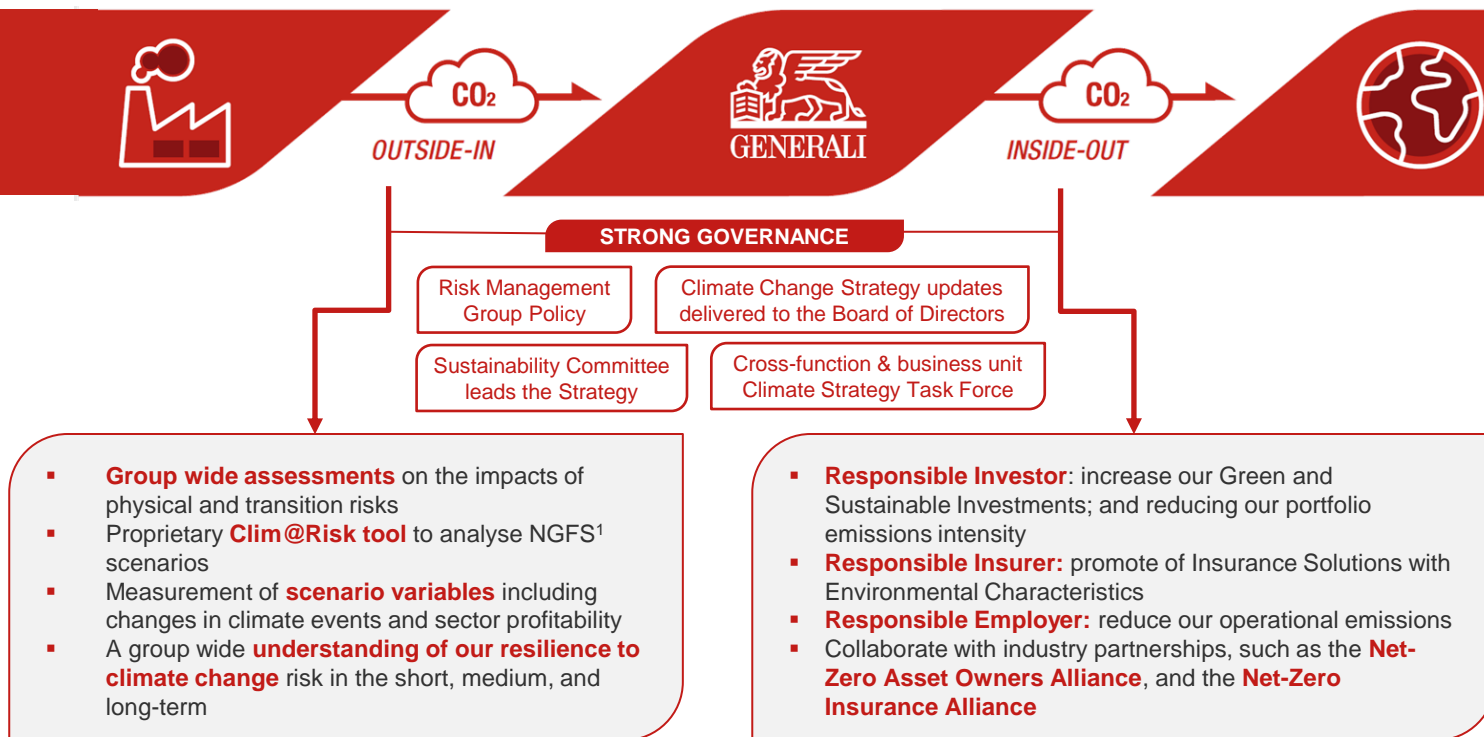 CO₂
OUTSIDE-IN
GENERALI
CO₂
INSIDE-OUT
STRONG GOVERNANCE
Risk Management
Group Policy
Climate Change Strategy updates
delivered to the Board of Directors
Sustainability Committee
leads the Strategy
Cross-function & business unit
Climate Strategy Task Force
▪ Group wide assessments on the impacts of
physical and transition risks
▪ Proprietary Clim@Risk tool to analyse NGFS¹
scenarios
▪ Measurement of scenario variables including
changes in climate events and sector profitability
▪ A group wide understanding of our resilience to
climate change risk in the short, medium, and
long-term
▪ Responsible Investor: increase our Green and
Sustainable Investments; and reducing our portfolio
emissions intensity
▪ Responsible Insurer: promote of Insurance Solutions with
Environmental Characteristics
▪ Responsible Employer: reduce our operational emissions
▪ Collaborate with industry partnerships, such as the Net-
Zero Asset Owners Alliance, and the Net-Zero
Insurance Alliance